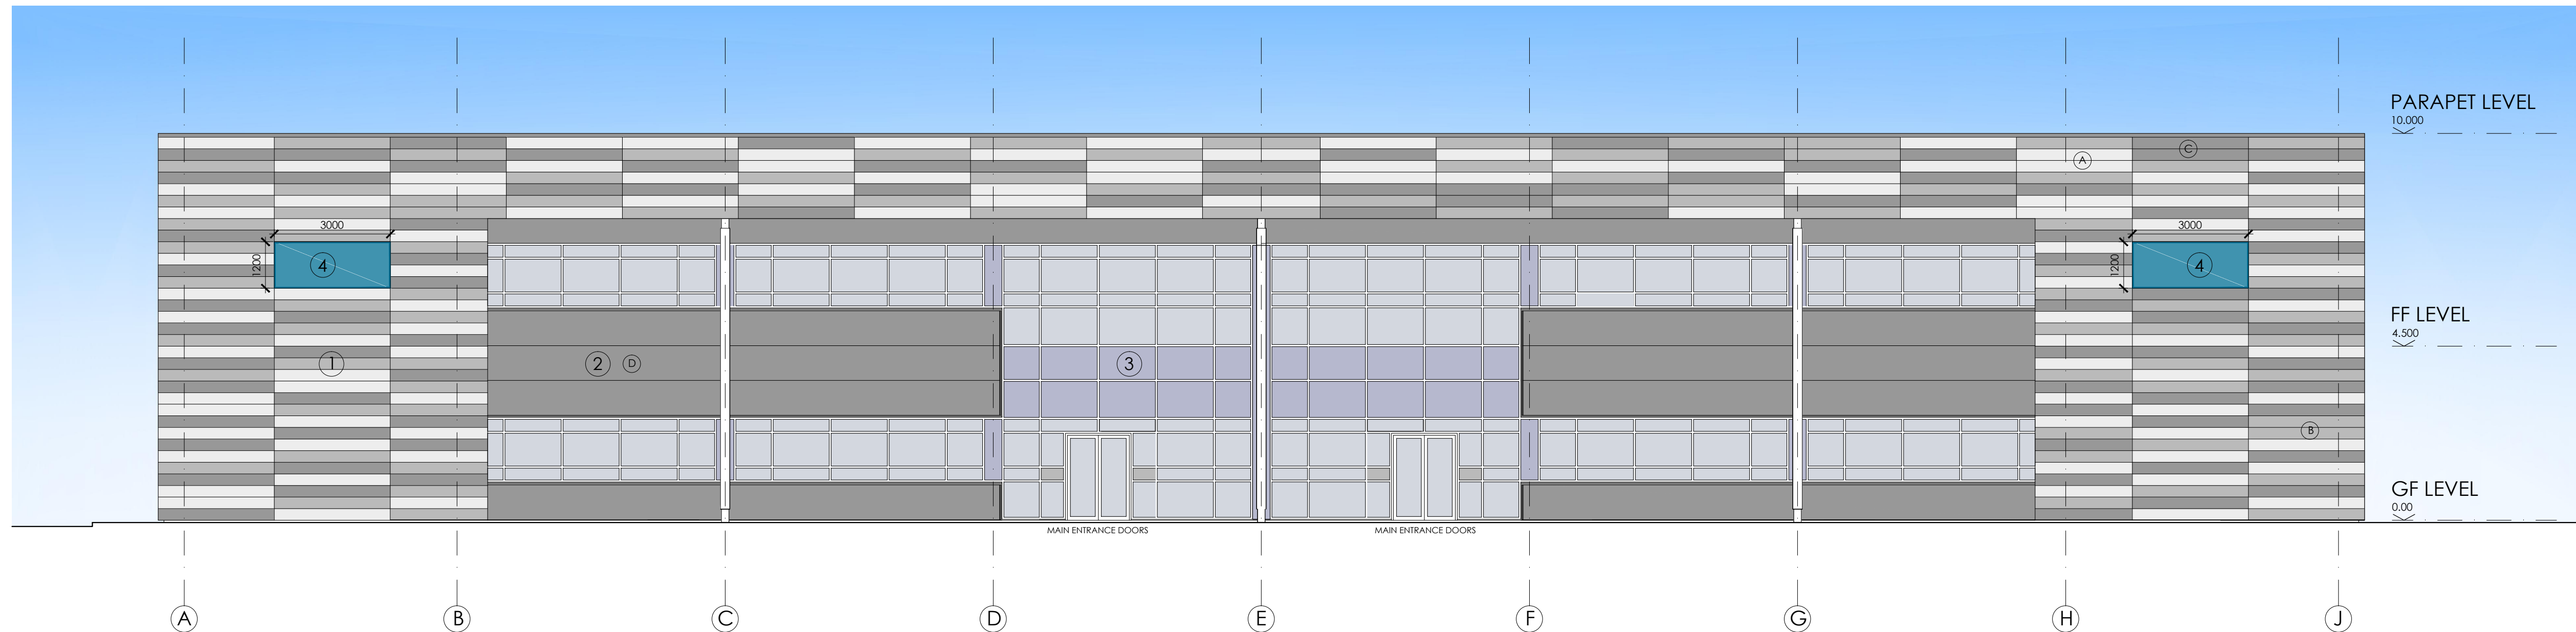 PARAPET LEVEL
10.000
C
A
3000
3000
1200
4
1200
4
FF LEVEL
4.500
1
2
D
3
B
GF LEVEL
0.00
MAIN ENTRANCE DOORS
MAIN ENTRANCE DOORS
A
B
C
D
E
F
G
H
J